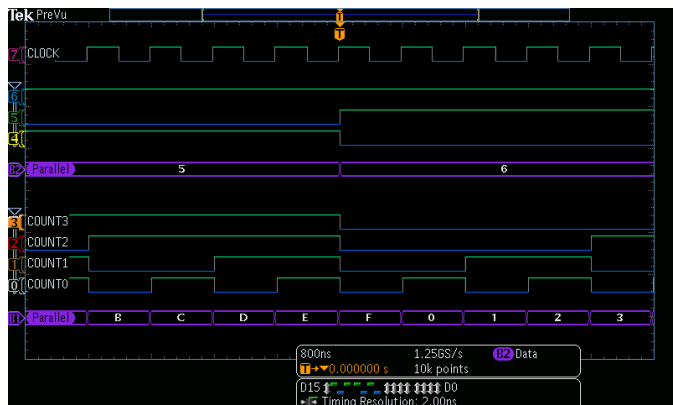 Tek PreVu
T
T
7 CLOCK
6
5
4
B2 Parallel 5 6
3 COUNT3
2 COUNT2
1 COUNT1
0 COUNT0
B1 Parallel B C D E F 0 1 2 3
800ns 1.25GS/s B2 Data
T→▼0.000000 s 10k points
D15 D0
Timing Resolution: 2.00ns